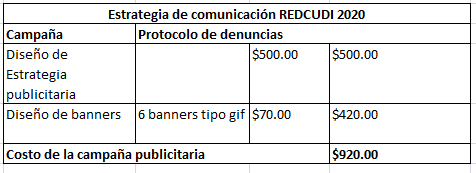 Estrategia de comunicación REDCUDI 2020
Campaña Protocolo de denuncias
Diseño de $500.00 $500.00
Estrategia
publicitaria
Diseño de banners 6 banners tipo gif $70.00 $420.00
Costo de la campaña publicitaria $920.00